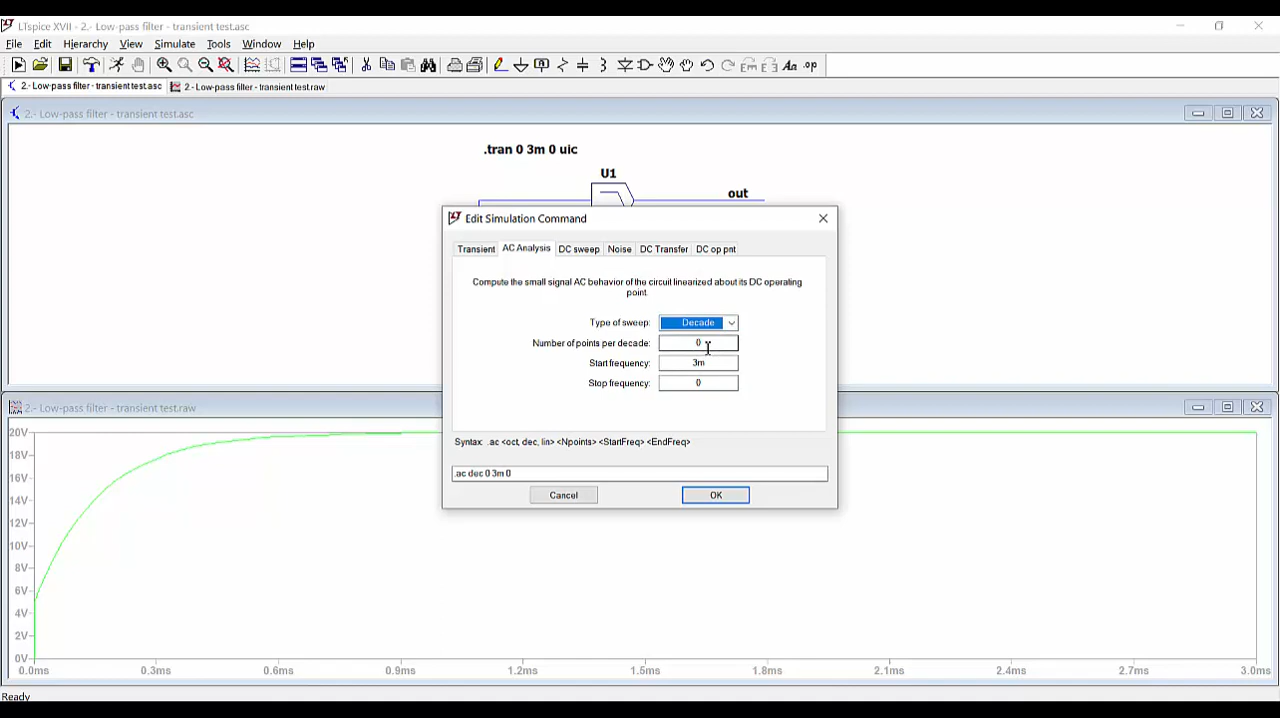 LTspice XVII - 2.- Low-pass filter - transient test.asc
File Edit Hierarchy View Simulate Tools Window Help
Aa .op
2.- Low-pass filter - transient test.asc 2.- Low-pass filter - transient test.raw
2.- Low-pass filter - transient test.asc
.tran 0 3m 0 uic
U1
out
Edit Simulation Command
Transient AC Analysis DC sweep Noise DC Transfer DC op pnt
Compute the small signal AC behavior of the circuit linearized about its DC operating
point.
Type of sweep: Decade
Number of points per decade: 0
Start frequency: 3m
Stop frequency: 0
Syntax: .ac <oct, dec, lin> <Npoints> <StartFreq> <EndFreq>
.ac dec 0 3m 0
Cancel OK
2.- Low-pass filter - transient test.raw
20V
18V
16V
14V
12V
10V
8V
6V
4V
2V
0V
0.0ms 0.3ms 0.6ms 0.9ms 1.2ms 1.5ms 1.8ms 2.1ms 2.4ms 2.7ms 3.0ms
Ready